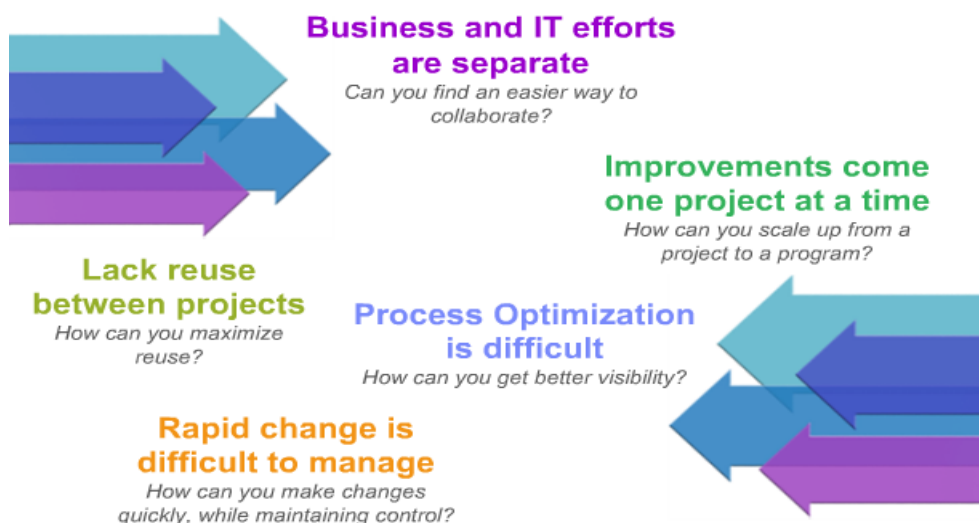 Business and IT efforts
are separate
Can you find an easier way to
collaborate?
Improvements come
one project at a time
How can you scale up from a
project to a program?
Lack reuse
between projects
How can you maximize
reuse?
Process Optimization
is difficult
How can you get better visibility?
Rapid change is
difficult to manage
How can you make changes
quickly, while maintaining control?